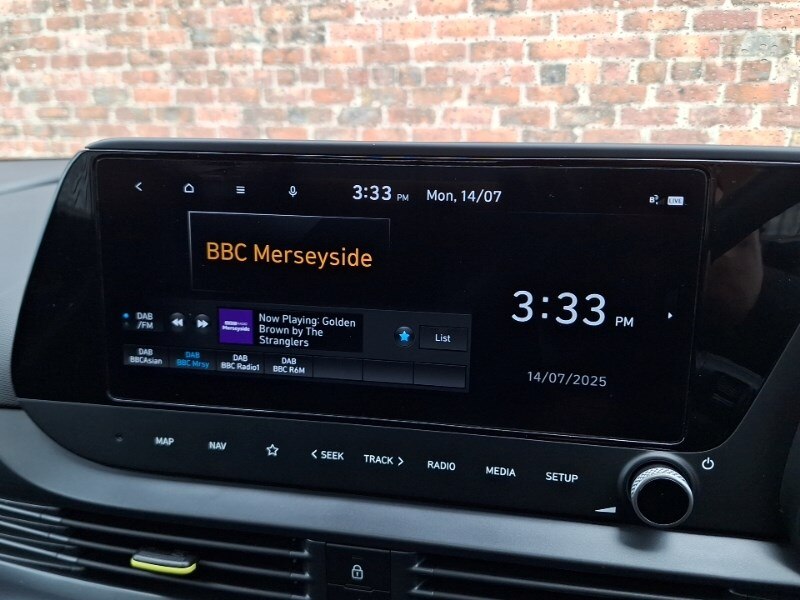 3:33 PM Mon, 14/07
LIVE
BBC Merseyside
DAB
/FM
Merseyside
Now Playing: Golden
Brown by The
Stranglers
List
DAB
BBCAsian
DAB
BBC Mrsy
DAB
BBC Radio1
DAB
BBC R6M
3:33 PM
14/07/2025
MAP
NAV
< SEEK
TRACK >
RADIO
MEDIA
SETUP